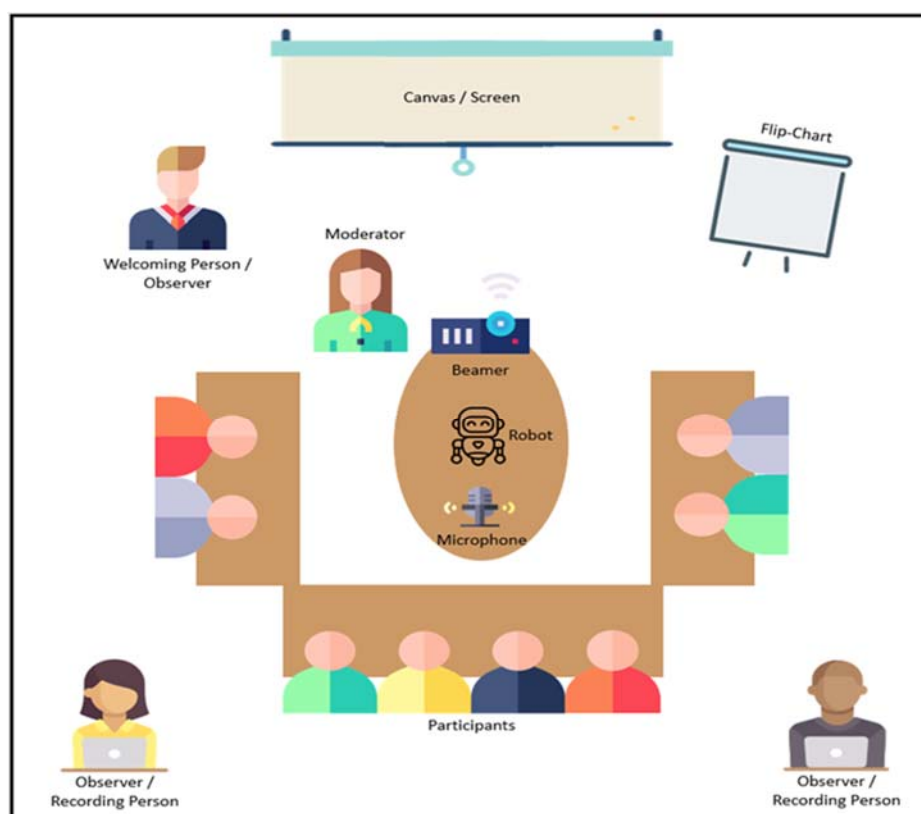 Canvas / Screen
Flip-Chart
Moderator
Welcoming Person /
Observer
Beamer
Robot
Microphone
Participants
Observer /
Recording Person
Observer /
Recording Person